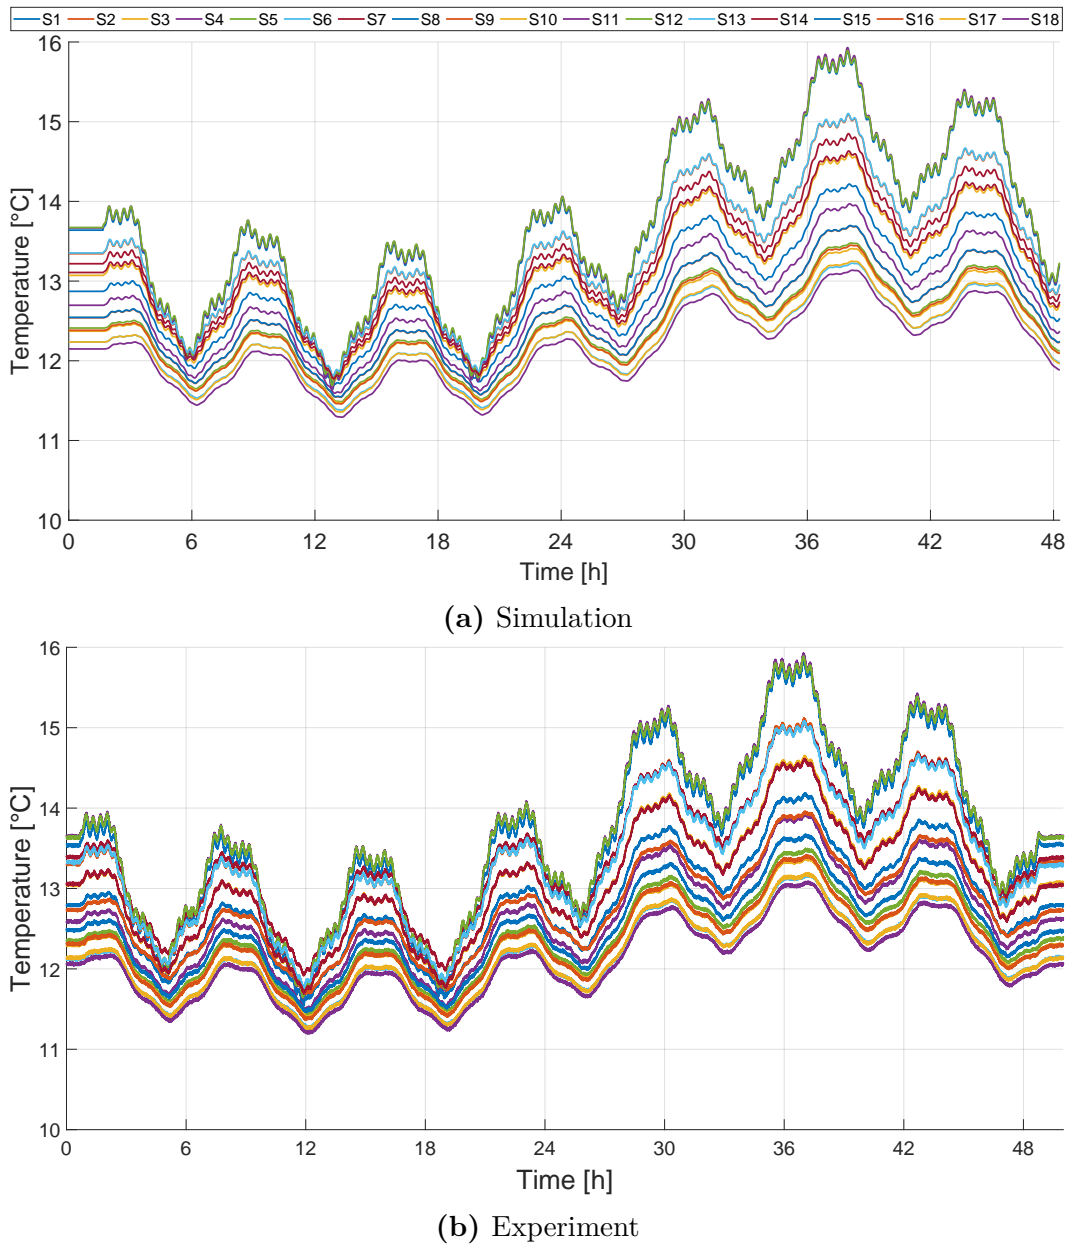 S1 S2 S3 S4 S5 S6 S7 S8 S9 S10 S11 S12 S13 S14 S15 S16 S17 S18
16
15
14
13
12
11
10
Temperature [°C]
0 6 12 18 24 30 36 42 48
Time [h]
(a) Simulation
16
15
14
13
12
11
10
Temperature [°C]
0 6 12 18 24 30 36 42 48
Time [h]
(b) Experiment